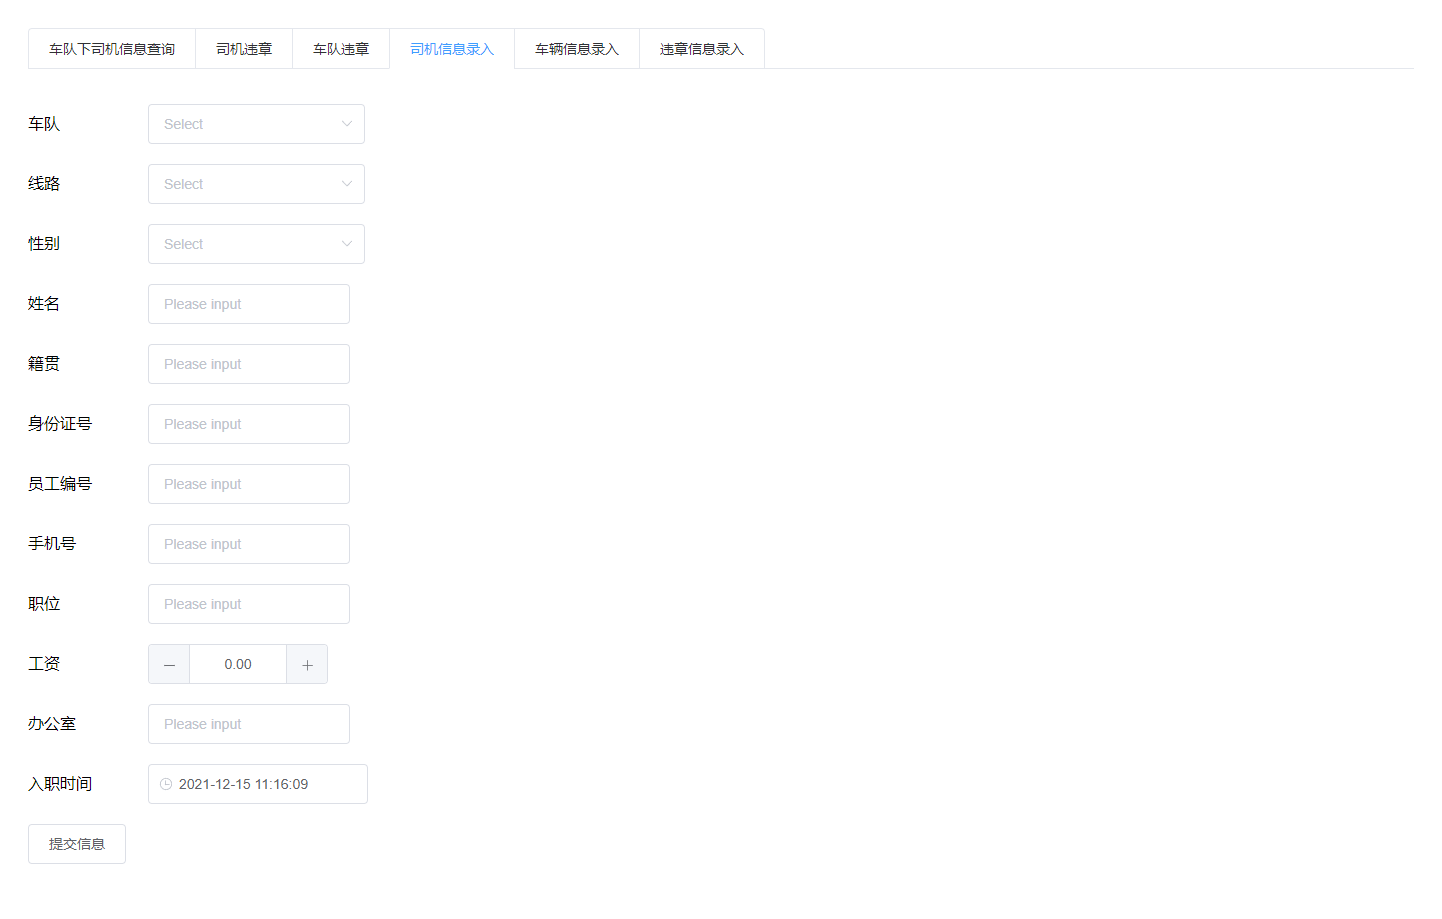 车队下司机信息查询 司机违章 车队违章 司机信息录入 车辆信息录入 违章信息录入
车队 Select
线路 Select
性别 Select
姓名 Please input
籍贯 Please input
身份证号 Please input
员工编号 Please input
手机号 Please input
职位 Please input
工资 0.00
办公室 Please input
入职时间 2021-12-15 11:16:09
提交信息